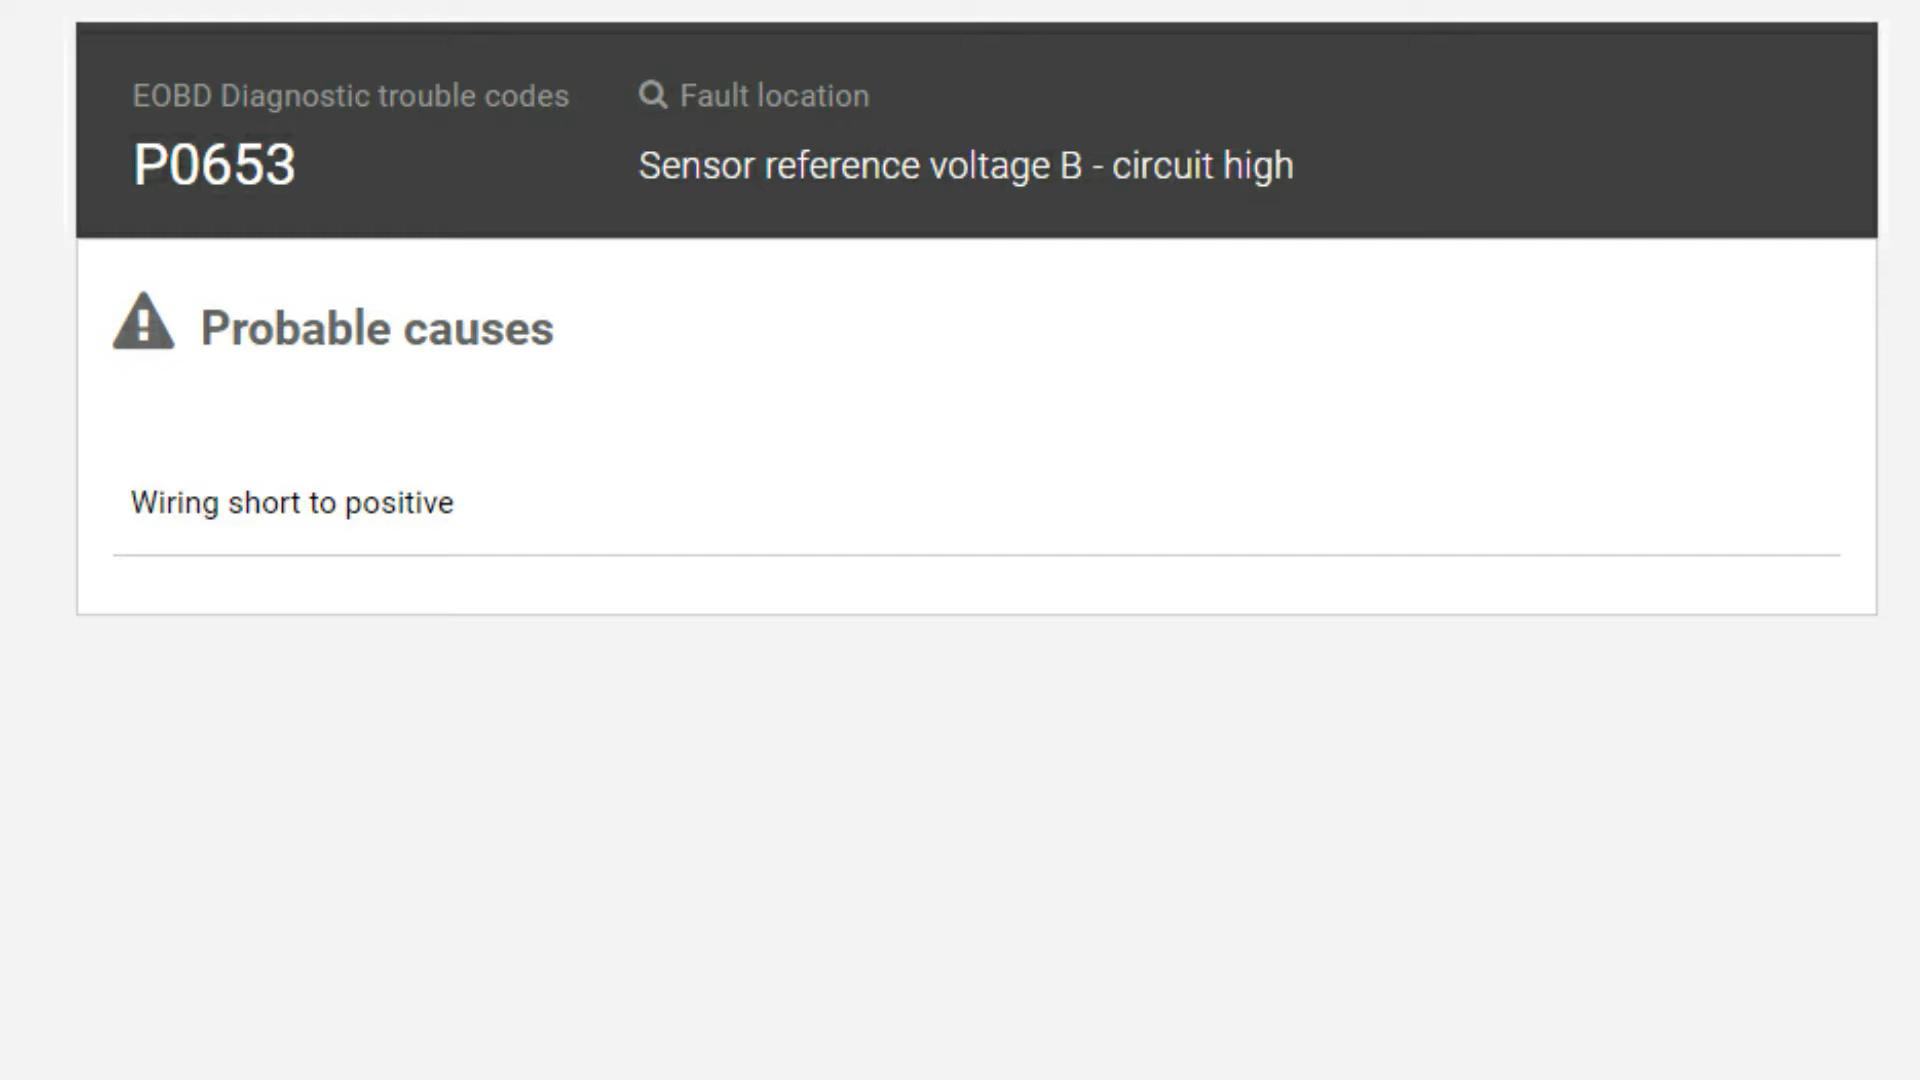 EOBD Diagnostic trouble codes
Fault location
P0653
Sensor reference voltage B - circuit high
Probable causes
Wiring short to positive